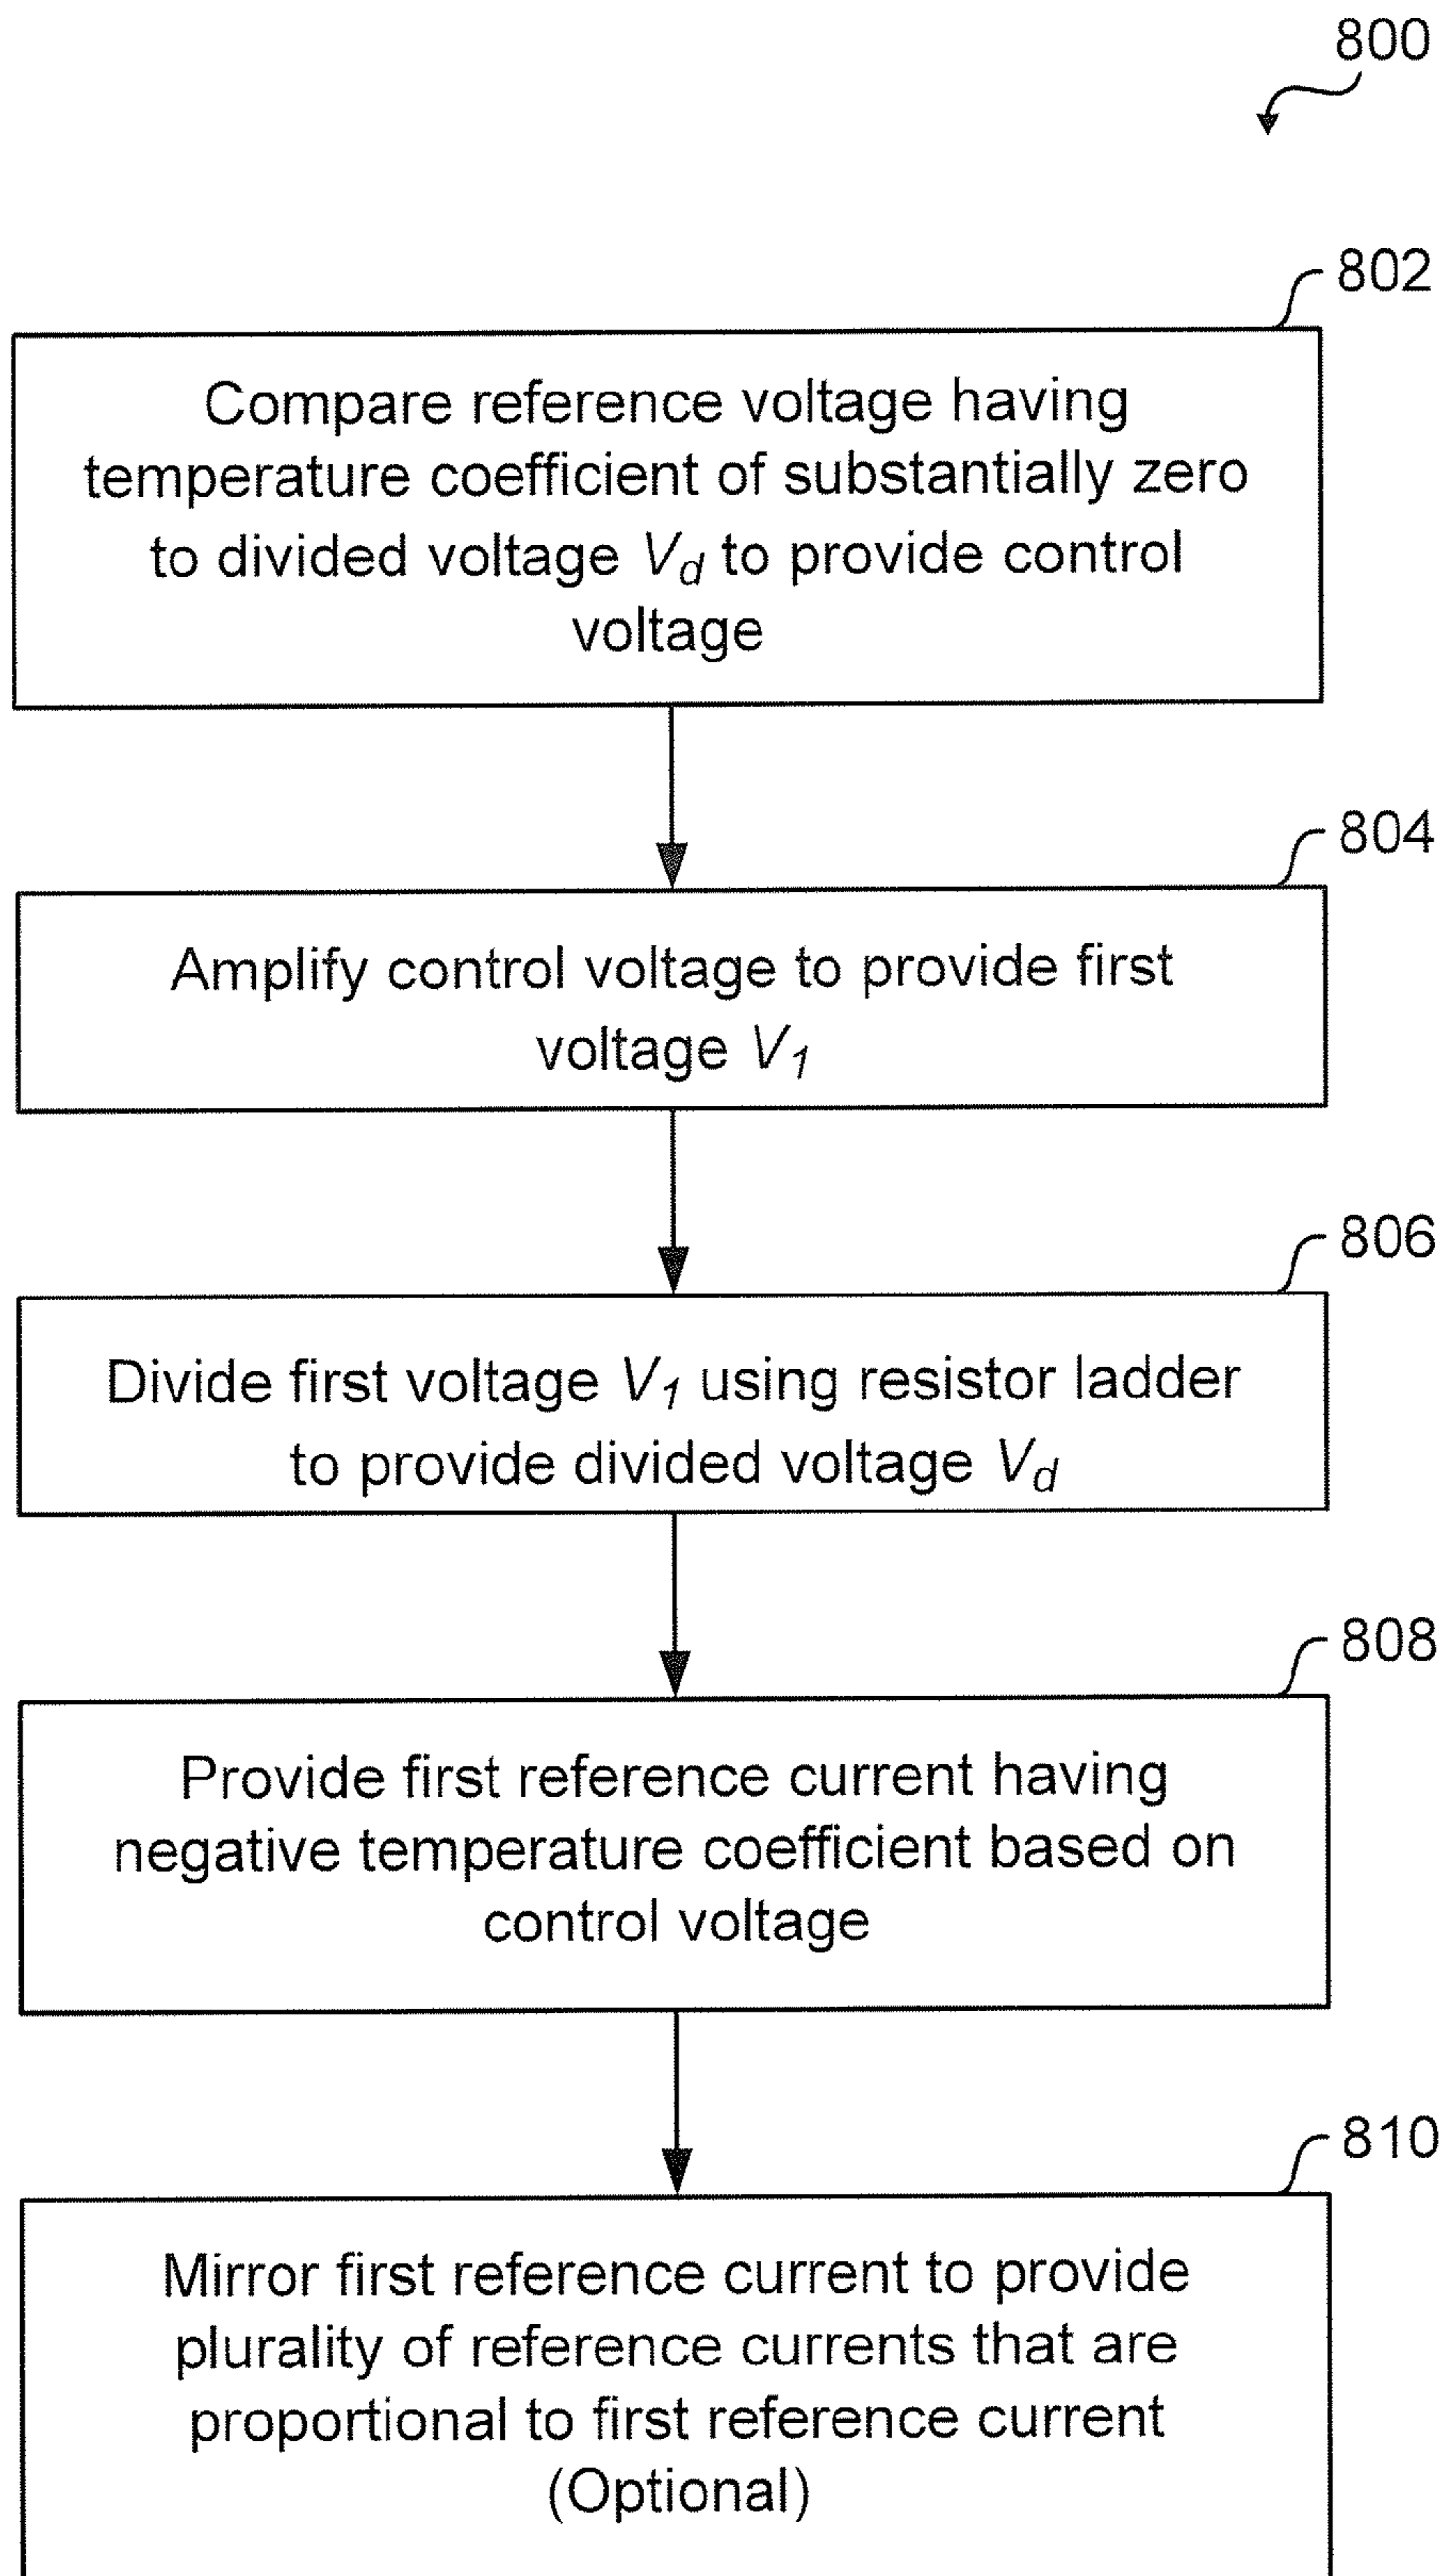 800
802
Compare reference voltage having
temperature coefficient of substantially zero
to divided voltage Vd to provide control
voltage
804
Amplify control voltage to provide first
voltage V1
806
Divide first voltage V1 using resistor ladder
to provide divided voltage Vd
808
Provide first reference current having
negative temperature coefficient based on
control voltage
810
Mirror first reference current to provide
plurality of reference currents that are
proportional to first reference current
(Optional)